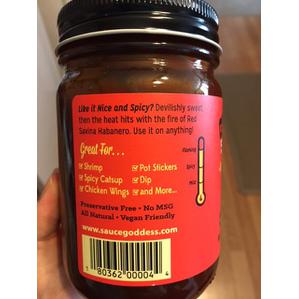 Like it Nice and Spicy? Devilishly sweet,
then the heat hits with the fire of Red
Savina Habanero. Use it on anything!
Great For...
Shrimp
Spicy Catsup
Chicken Wings
Pot Stickers
Dip
and More...
Flaming
Spicy
Mild
Preservative Free • No MSG
All Natural • Vegan Friendly
www.saucegoddess.com
80362 00004 4